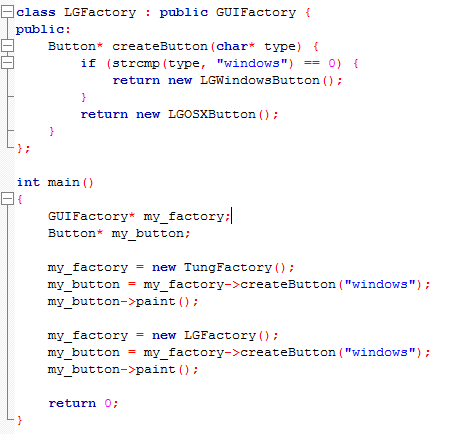 class LGFactory : public GUIFactory {
public:
    Button* createButton(char* type) {
        if (strcmp(type, "windows") == 0) {
            return new LGWindowsButton();
        }
        return new LGOSXButton();
    }
};

int main()
{
    GUIFactory* my_factory;
    Button* my_button;

    my_factory = new TungFactory();
    my_button = my_factory->createButton("windows");
    my_button->paint();

    my_factory = new LGFactory();
    my_button = my_factory->createButton("windows");
    my_button->paint();

    return 0;
}